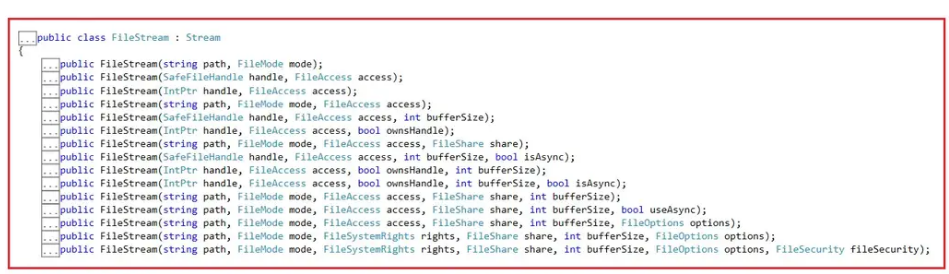 ...public class FileStream : Stream
{
...public FileStream(string path, FileMode mode);
...public FileStream(SafeFileHandle handle, FileAccess access);
...public FileStream(IntPtr handle, FileAccess access);
...public FileStream(string path, FileMode mode, FileAccess access);
...public FileStream(SafeFileHandle handle, FileAccess access, int bufferSize);
...public FileStream(IntPtr handle, FileAccess access, bool ownsHandle);
...public FileStream(string path, FileMode mode, FileAccess access, FileShare share);
...public FileStream(SafeFileHandle handle, FileAccess access, int bufferSize, bool isAsync);
...public FileStream(IntPtr handle, FileAccess access, bool ownsHandle, int bufferSize);
...public FileStream(IntPtr handle, FileAccess access, bool ownsHandle, int bufferSize, bool isAsync);
...public FileStream(string path, FileMode mode, FileAccess access, FileShare share, int bufferSize);
...public FileStream(string path, FileMode mode, FileAccess access, FileShare share, int bufferSize, bool useAsync);
...public FileStream(string path, FileMode mode, FileAccess access, FileShare share, int bufferSize, FileOptions options);
...public FileStream(string path, FileMode mode, FileSystemRights rights, FileShare share, int bufferSize, FileOptions options);
...public FileStream(string path, FileMode mode, FileSystemRights rights, FileShare share, int bufferSize, FileOptions options, FileSecurity fileSecurity);